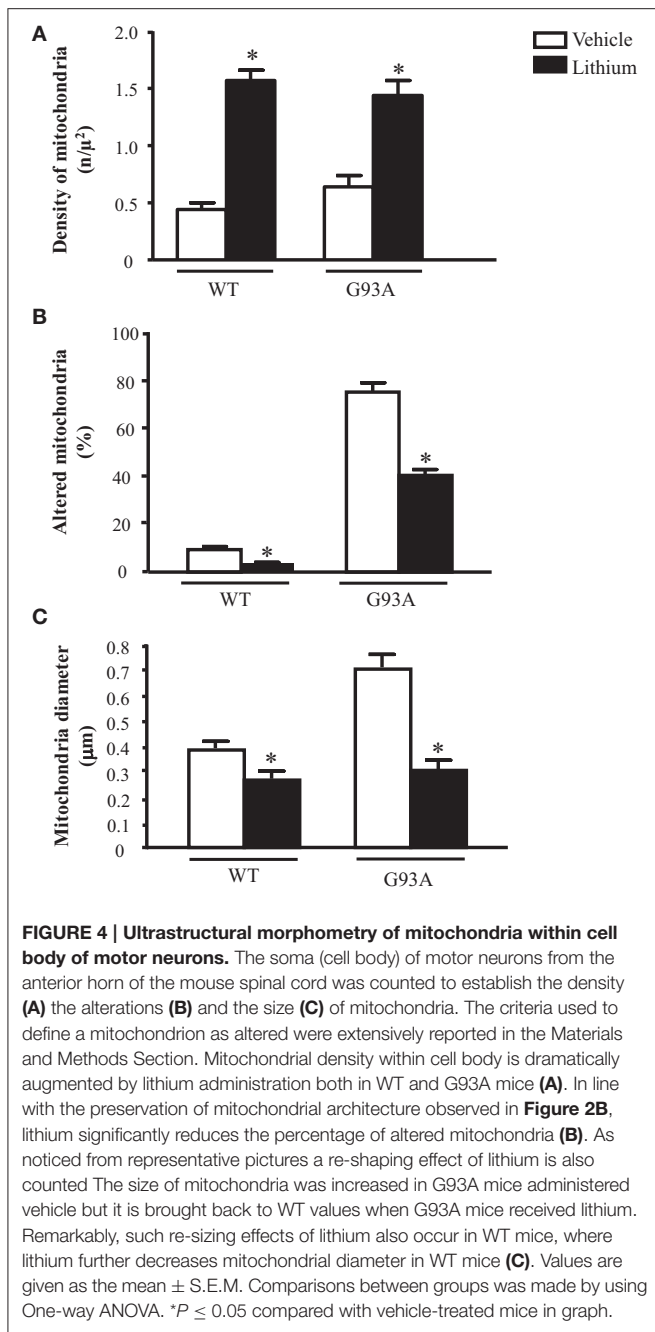 A
Density of mitochondria
(n/μ²)
2.0
1.5
1.0
0.5
0
*
*
Vehicle
Lithium
WT
G93A
B
Altered mitochondria
(%)
100
80
60
40
20
0
*
*
WT
G93A
C
Mitochondria diameter
(μm)
0.8
0.7
0.6
0.5
0.4
0.3
0.2
0.1
0
*
*
WT
G93A
FIGURE 4 | Ultrastructural morphometry of mitochondria within cell
body of motor neurons. The soma (cell body) of motor neurons from the
anterior horn of the mouse spinal cord was counted to establish the density
(A) the alterations (B) and the size (C) of mitochondria. The criteria used to
define a mitochondrion as altered were extensively reported in the Materials
and Methods Section. Mitochondrial density within cell body is dramatically
augmented by lithium administration both in WT and G93A mice (A). In line
with the preservation of mitochondrial architecture observed in Figure 2B,
lithium significantly reduces the percentage of altered mitochondria (B). As
noticed from representative pictures a re-shaping effect of lithium is also
counted The size of mitochondria was increased in G93A mice administered
vehicle but it is brought back to WT values when G93A mice received lithium.
Remarkably, such re-sizing effects of lithium also occur in WT mice, where
lithium further decreases mitochondrial diameter in WT mice (C). Values are
given as the mean ± S.E.M. Comparisons between groups was made by using
One-way ANOVA. *P ≤ 0.05 compared with vehicle-treated mice in graph.